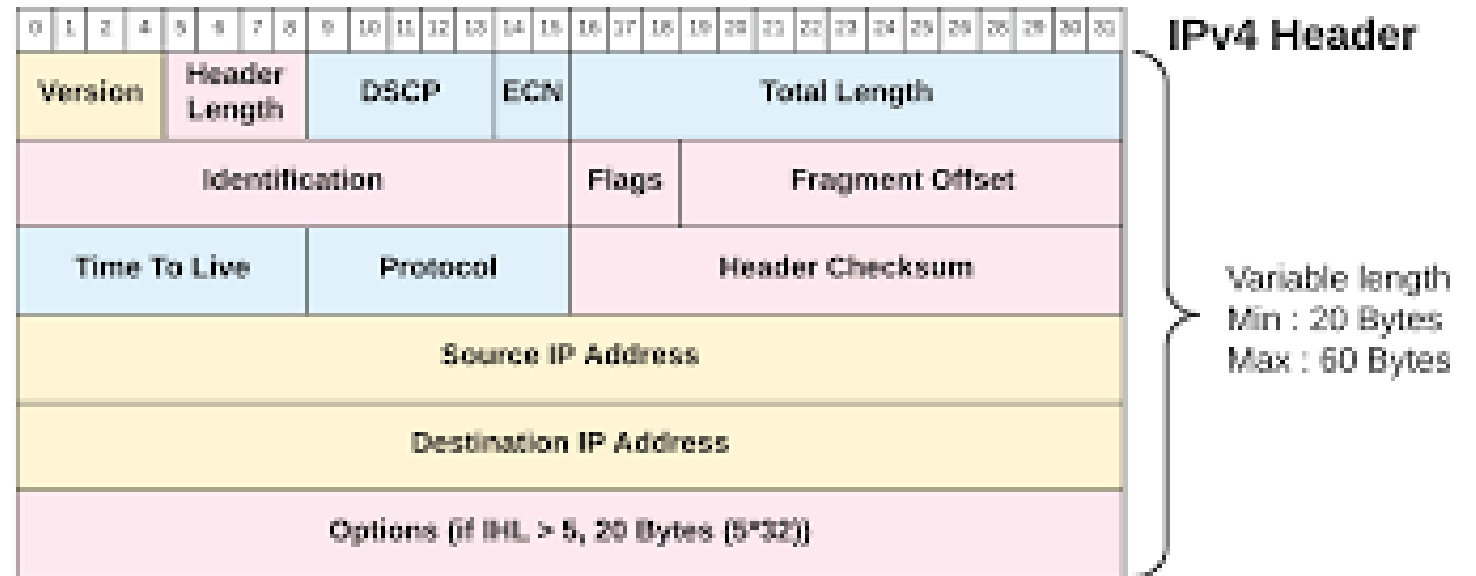 0 1 2 4 5 6 7 8 9 10 11 12 13 14 15 16 17 18 19 20 21 22 23 24 25 26 28 29 30 31
IPv4 Header
Version
Header
Length
DSCP
ECN
Total Length
Identification
Flags
Fragment Offset
Time To Live
Protocol
Header Checksum
Source IP Address
Destination IP Address
Options (if IHL > 5, 20 Bytes (5*32))
Variable length
Min : 20 Bytes
Max : 60 Bytes